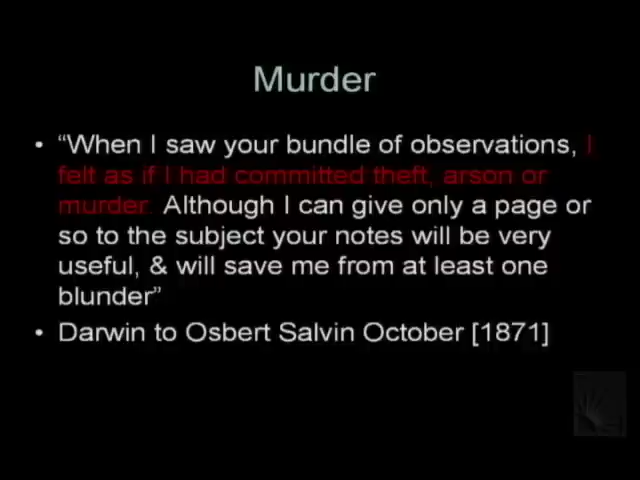 Murder
• “When I saw your bundle of observations, I
felt as if I had committed theft, arson or
murder. Although I can give only a page or
so to the subject your notes will be very
useful, & will save me from at least one
blunder”
• Darwin to Osbert Salvin October [1871]